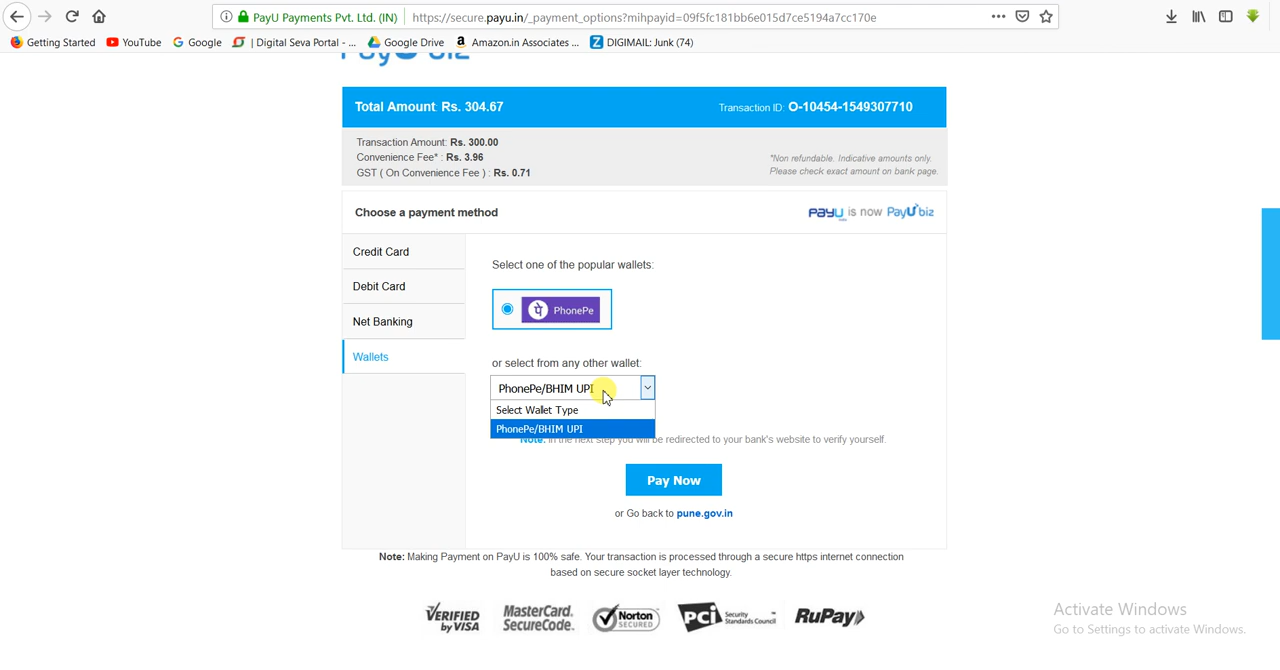 PayU Payments Pvt. Ltd. (IN) https://secure.payu.in/_payment_options?mihpayid=09f5fc181bb6e015d7ce5194a7cc170e
Getting Started YouTube Google | Digital Seva Portal - ... Google Drive Amazon.in Associates ... DIGIMAIL: Junk (74)
Total Amount: Rs. 304.67 Transaction ID: O-10454-1549307710
Transaction Amount: Rs. 300.00
Convenience Fee* : Rs. 3.96 *Non refundable. Indicative amounts only.
GST ( On Convenience Fee ) : Rs. 0.71 Please check exact amount on bank page.
Choose a payment method PayU is now PayU biz
Credit Card
Select one of the popular wallets:
Debit Card
पे PhonePe
Net Banking
Wallets
or select from any other wallet:
PhonePe/BHIM UPI
Select Wallet Type
PhonePe/BHIM UPI
Note: In the next step you will be redirected to your bank's website to verify yourself.
Pay Now
or Go back to pune.gov.in
Note: Making Payment on PayU is 100% safe. Your transaction is processed through a secure https internet connection
based on secure socket layer technology.
VERIFIED by VISA MasterCard. SecureCode. Norton SECURED PCI Security Standards Council RuPay
Activate Windows
Go to Settings to activate Windows.